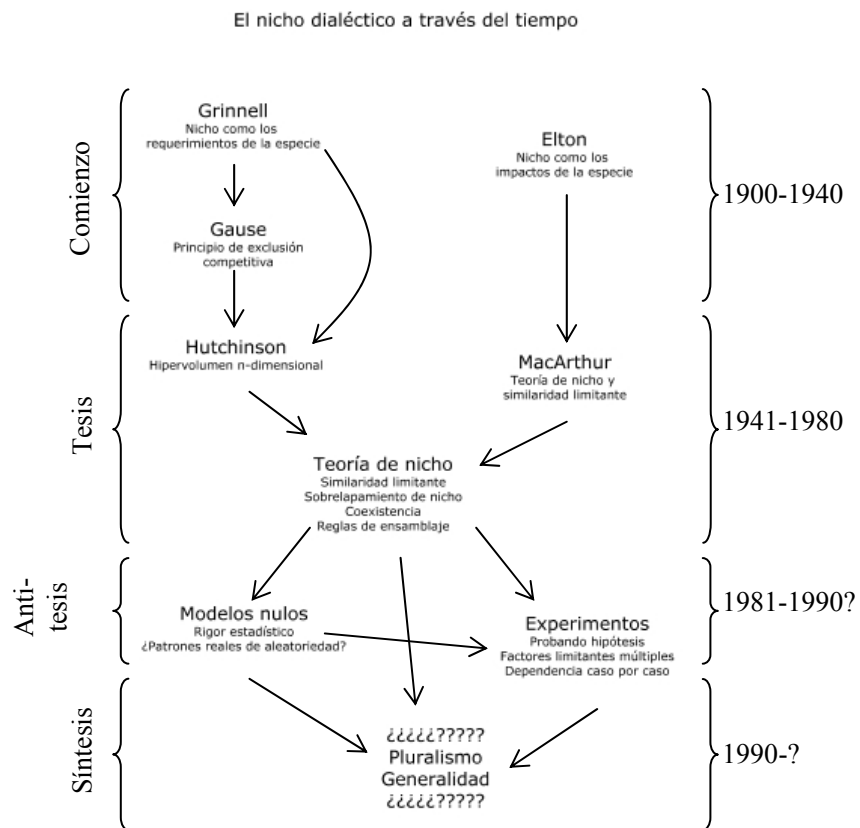 El nicho dialéctico a través del tiempo
Comienzo
Grinnell
Nicho como los
requerimientos de la especie
Elton
Nicho como los
impactos de la especie
1900-1940
Gause
Principio de exclusión
competitiva
Tesis
Hutchinson
Hipervolumen n-dimensional
MacArthur
Teoría de nicho y
similaridad limitante
1941-1980
Teoría de nicho
Similaridad limitante
Sobrelapamiento de nicho
Coexistencia
Reglas de ensamblaje
Anti-
tesis
Modelos nulos
Rigor estadístico
¿Patrones reales de aleatoriedad?
Experimentos
Probando hipótesis
Factores limitantes múltiples
Dependencia caso por caso
1981-1990?
Síntesis
¿¿¿¿¿?????
Pluralismo
Generalidad
¿¿¿¿¿?????
1990-?